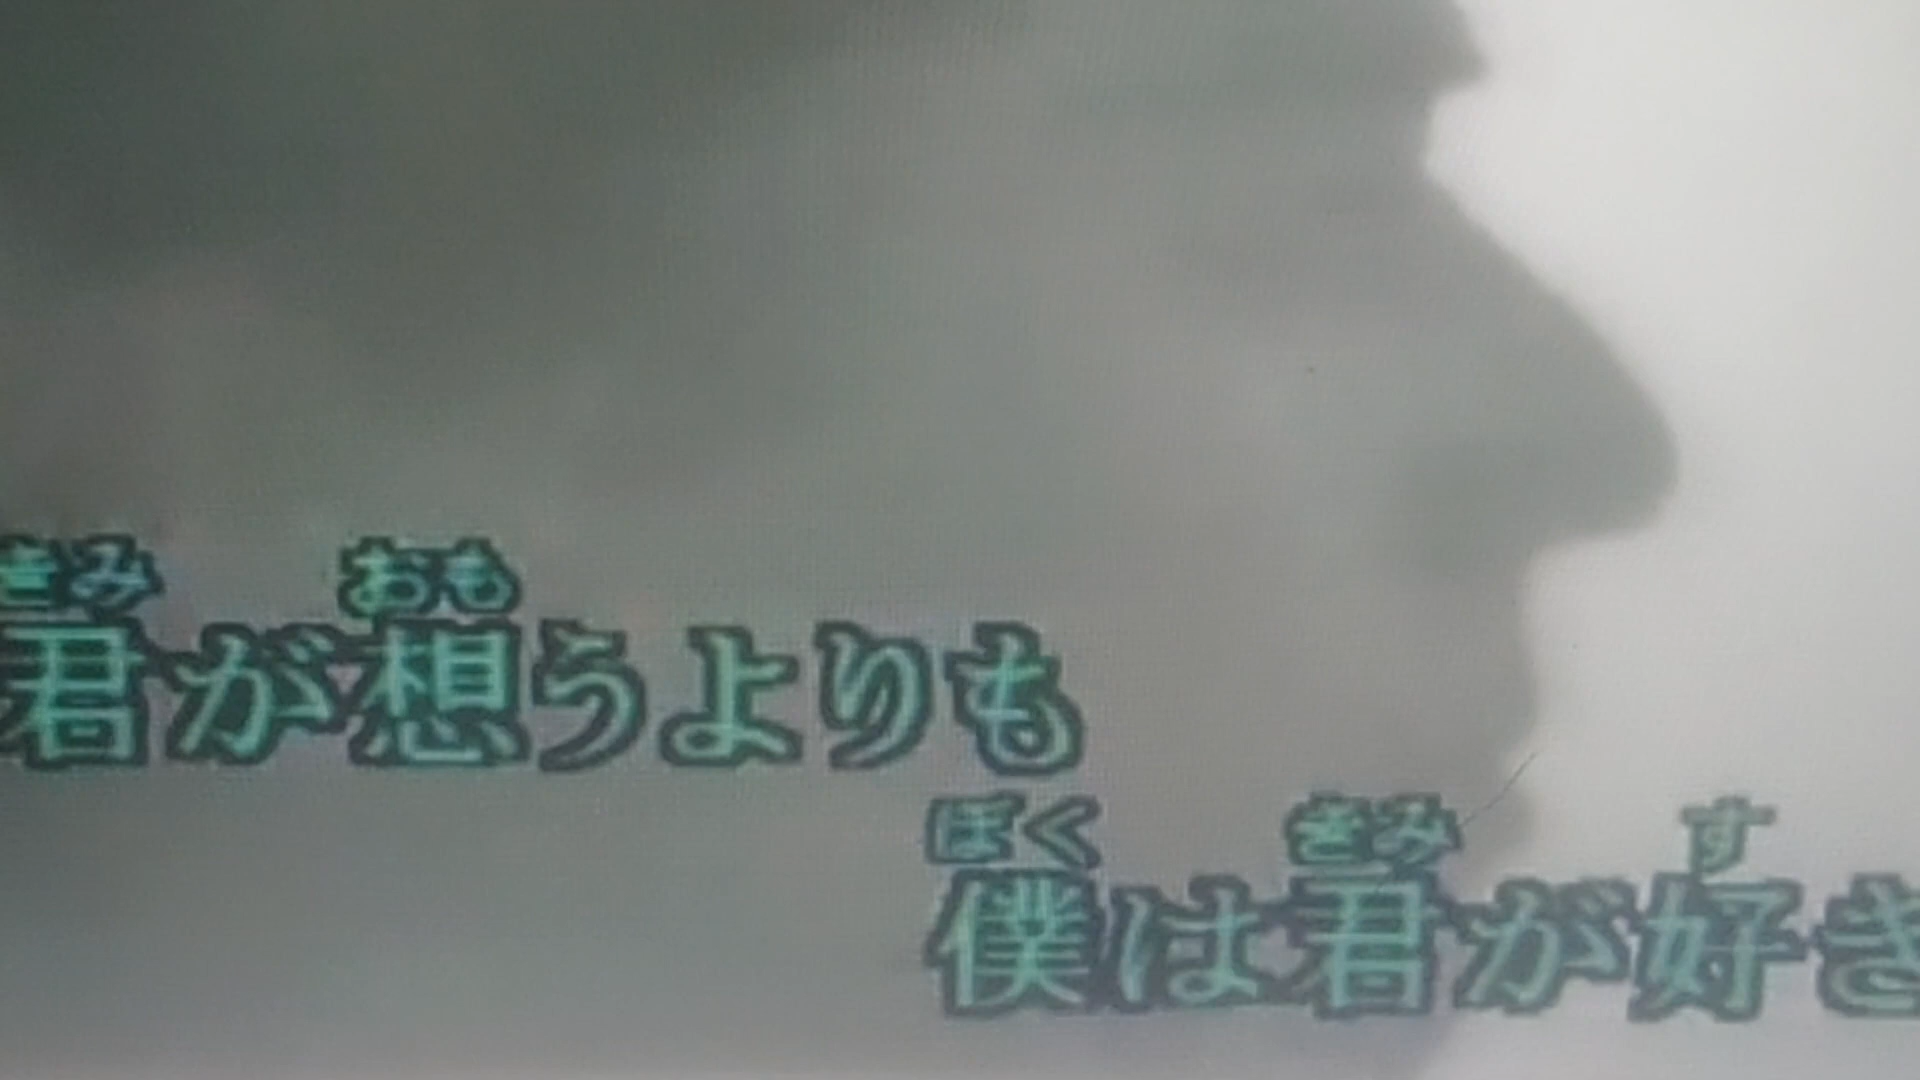 きみ おも
君が想うよりも
ぼく きみ す
僕は君が好き